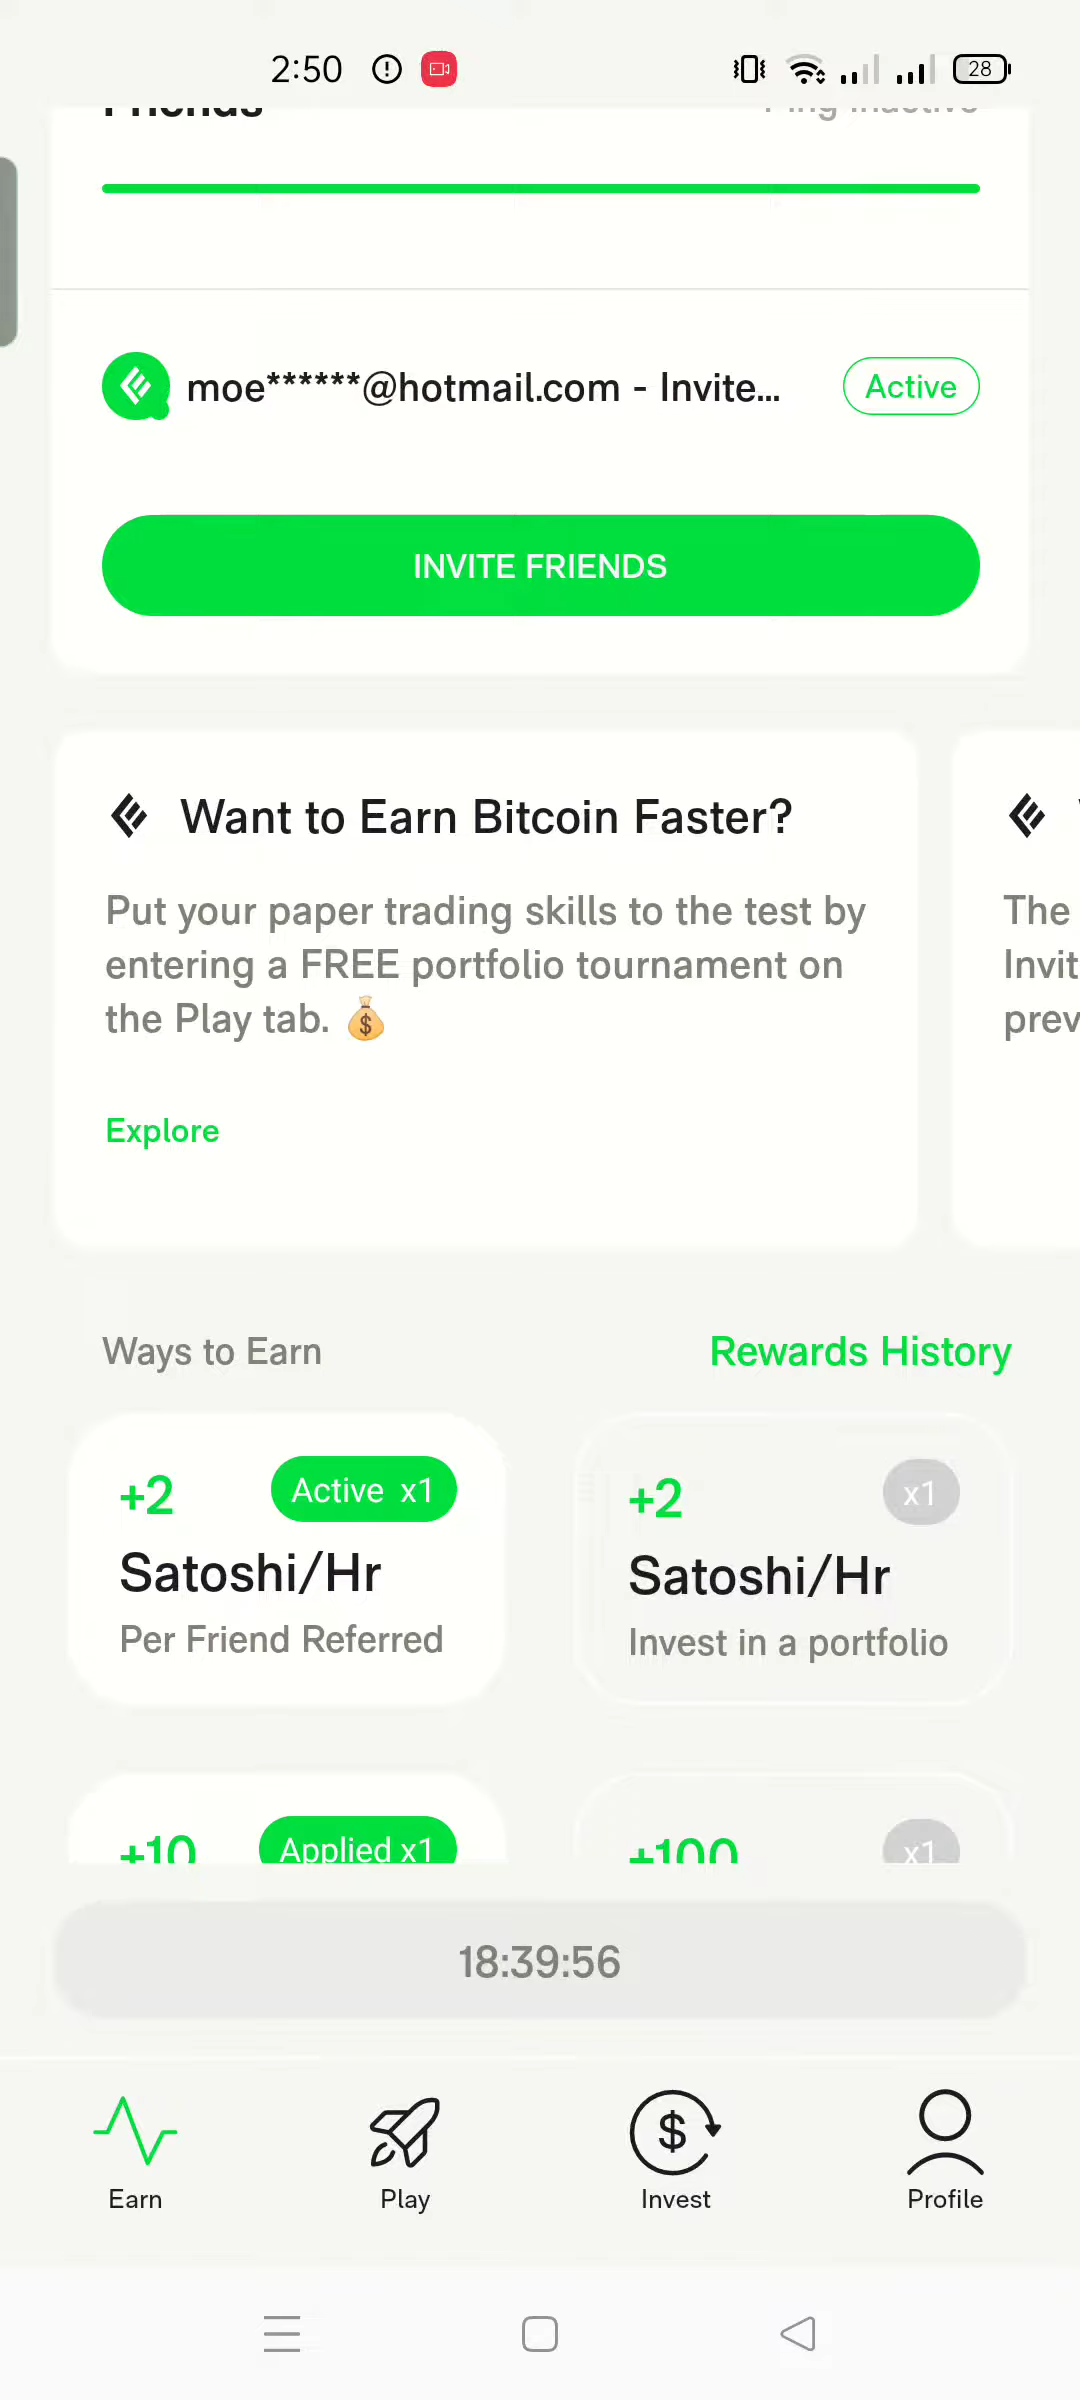 2:50
28
Friends
Ping Inactive
moe******@hotmail.com - Invite...
Active
INVITE FRIENDS
Want to Earn Bitcoin Faster?
Put your paper trading skills to the test by
entering a FREE portfolio tournament on
the Play tab. 💰
Explore
The
Invit
prev
Ways to Earn
Rewards History
+2
Active x1
Satoshi/Hr
Per Friend Referred
+2
x1
Satoshi/Hr
Invest in a portfolio
+10
Applied x1
+100
x1
18:39:56
Earn
Play
Invest
Profile